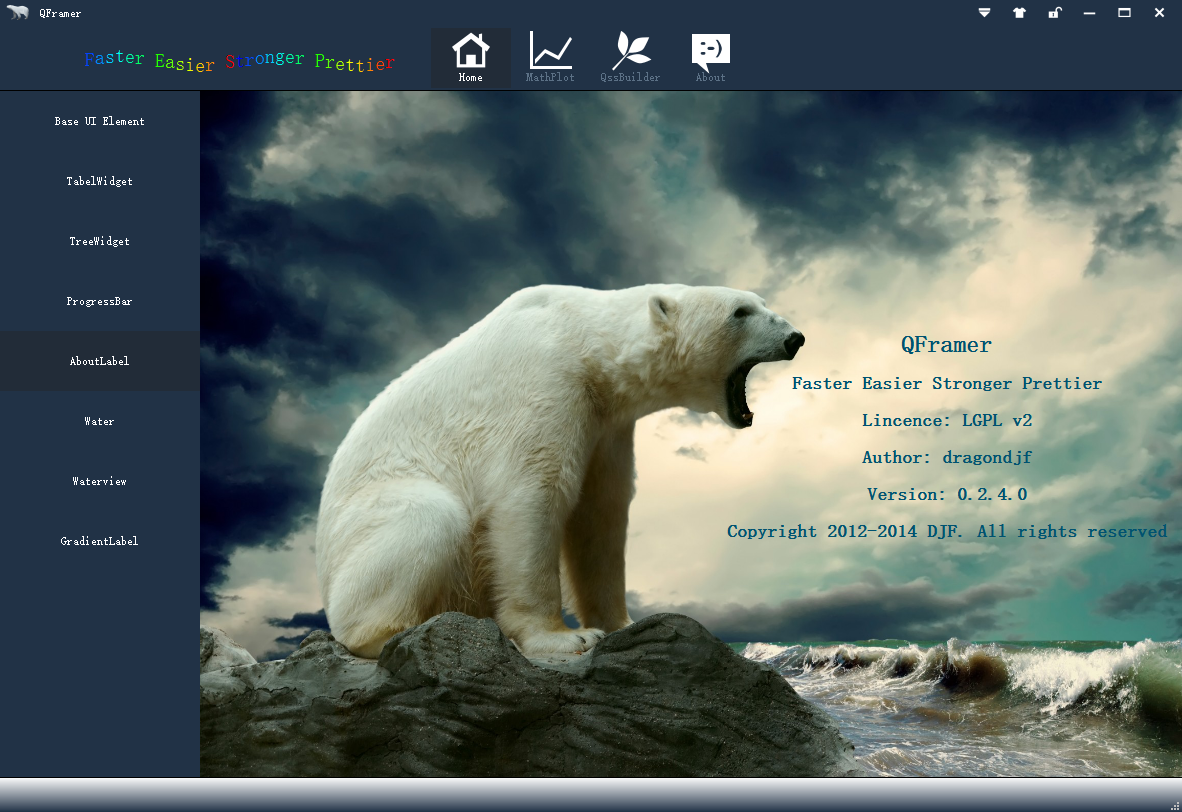 QFramer
Faster Easier Stronger Prettier
Home
MathPlot
QssBuilder
:-)
About
Base UI Element
TabelWidget
TreeWidget
ProgressBar
AboutLabel
Water
Waterview
GradientLabel
QFramer
Faster Easier Stronger Prettier
Lincence: LGPL v2
Author: dragondjf
Version: 0.2.4.0
Copyright 2012-2014 DJF. All rights reserved